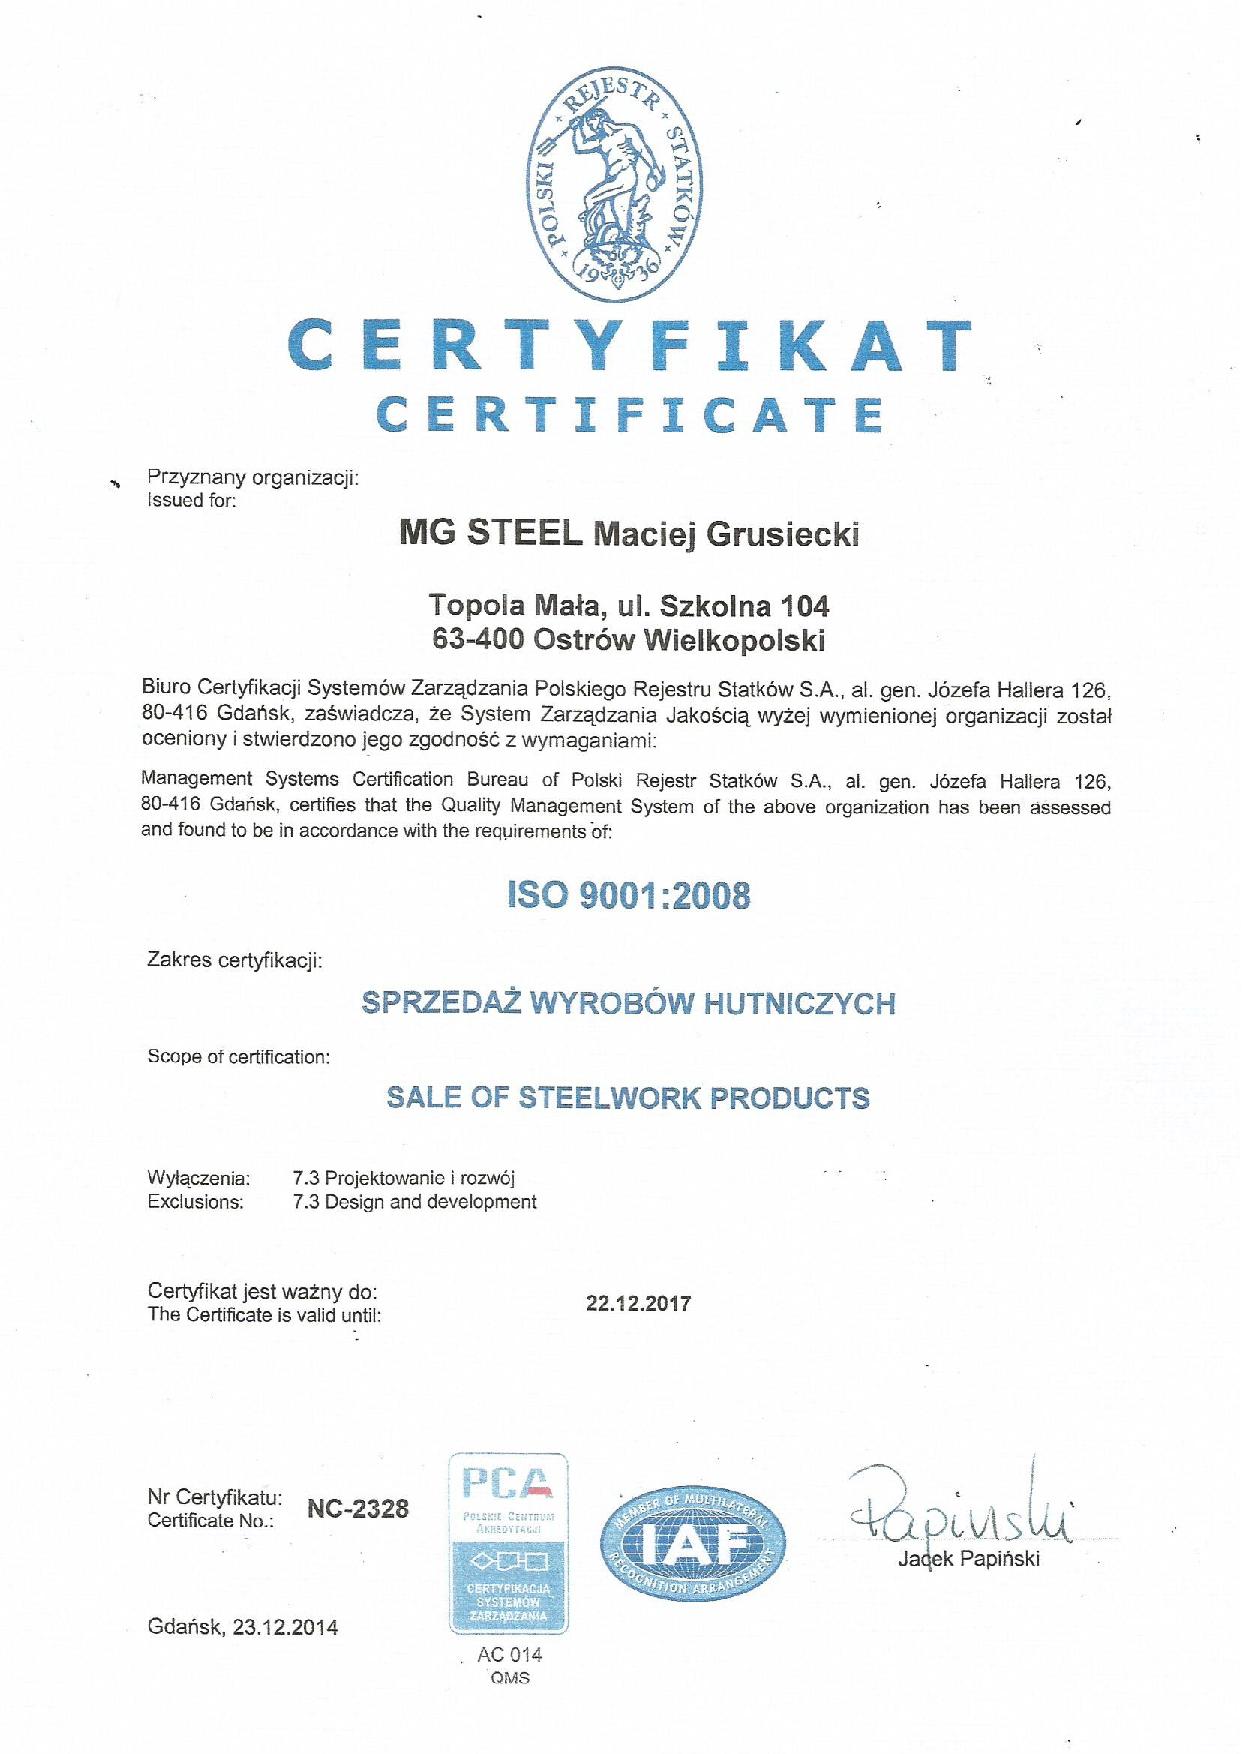 POLSKI REJESTR STATKÓW
1936
CERTYFIKAT
CERTIFICATE
Przyznany organizacji:
Issued for:
MG STEEL Maciej Grusiecki
Topola Mała, ul. Szkolna 104
63-400 Ostrów Wielkopolski
Biuro Certyfikacji Systemów Zarządzania Polskiego Rejestru Statków S.A., al. gen. Józefa Hallera 126,
80-416 Gdańsk, zaświadcza, że System Zarządzania Jakością wyżej wymienionej organizacji został
oceniony i stwierdzono jego zgodność z wymaganiami:
Management Systems Certification Bureau of Polski Rejestr Statków S.A., al. gen. Józefa Hallera 126,
80-416 Gdańsk, certifies that the Quality Management System of the above organization has been assessed
and found to be in accordance with the requirements of:
ISO 9001:2008
Zakres certyfikacji:
SPRZEDAŻ WYROBÓW HUTNICZYCH
Scope of certification:
SALE OF STEELWORK PRODUCTS
Wyłączenia: 7.3 Projektowanie i rozwój
Exclusions: 7.3 Design and development
Certyfikat jest ważny do:
The Certificate is valid until:
22.12.2017
Nr Certyfikatu:
Certificate No.:
NC-2328
PCA
POLSKIE CENTRUM
AKREDYTACJI
CERTYFIKACJA
SYSTEMÓW
ZARZĄDZANIA
AC 014
QMS
MEMBER OF MULTILATERAL
IAF
RECOGNITION ARRANGEMENT
Papiński
Jacek Papiński
Gdańsk, 23.12.2014